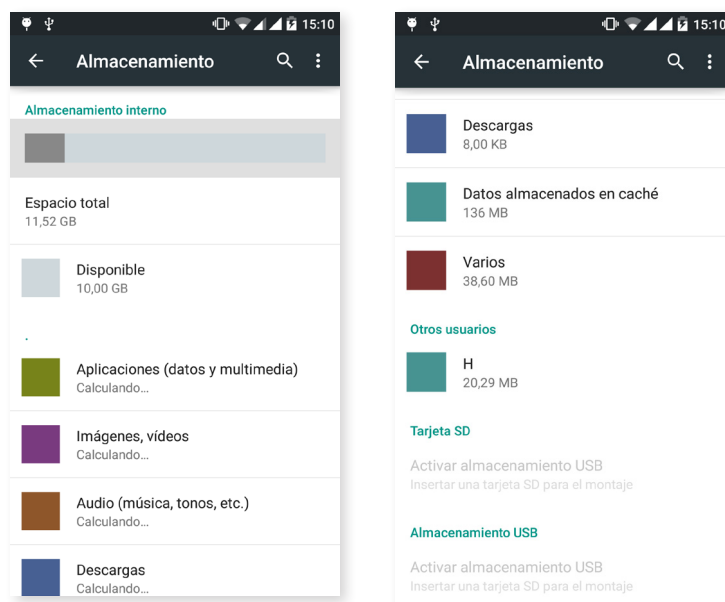 15:10
Almacenamiento
Almacenamiento interno
Espacio total
11,52 GB
Disponible
10,00 GB
.
Aplicaciones (datos y multimedia)
Calculando...
Imágenes, vídeos
Calculando...
Audio (música, tonos, etc.)
Calculando...
Descargas
Calculando...
15:10
Almacenamiento
Descargas
8,00 KB
Datos almacenados en caché
136 MB
Varios
38,60 MB
Otros usuarios
H
20,29 MB
Tarjeta SD
Activar almacenamiento USB
Insertar una tarjeta SD para el montaje
Almacenamiento USB
Activar almacenamiento USB
Insertar una tarjeta SD para el montaje